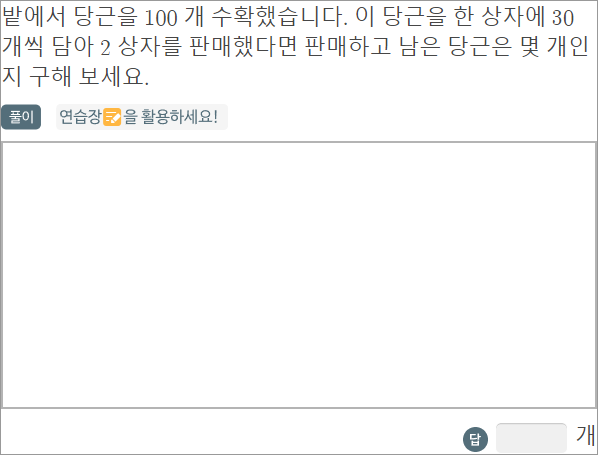 밭에서 당근을 100 개 수확했습니다. 이 당근을 한 상자에 30
개씩 담아 2 상자를 판매했다면 판매하고 남은 당근은 몇 개인
지 구해 보세요.
풀이 연습장을 활용하세요!
답 개